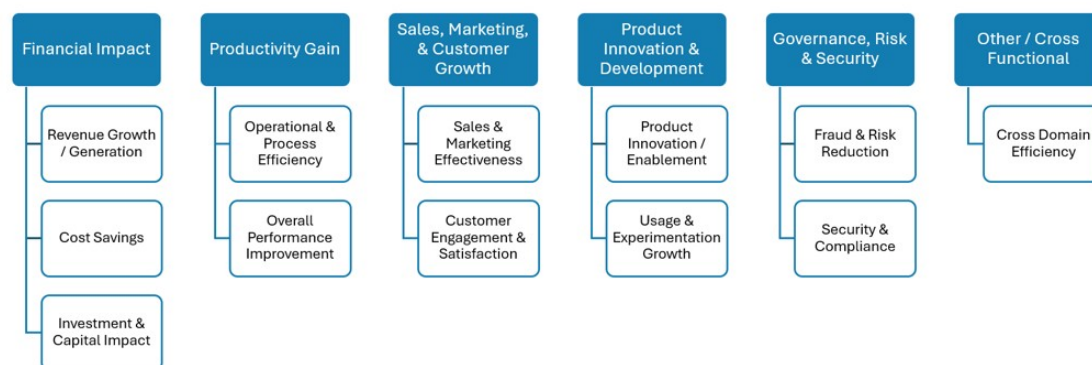 Financial Impact
Revenue Growth
/ Generation
Cost Savings
Investment &
Capital Impact
Productivity Gain
Operational &
Process
Efficiency
Overall
Performance
Improvement
Sales, Marketing,
& Customer
Growth
Sales &
Marketing
Effectiveness
Customer
Engagement &
Satisfaction
Product
Innovation &
Development
Product
Innovation /
Enablement
Usage &
Experimentation
Growth
Governance, Risk
& Security
Fraud & Risk
Reduction
Security &
Compliance
Other / Cross
Functional
Cross Domain
Efficiency